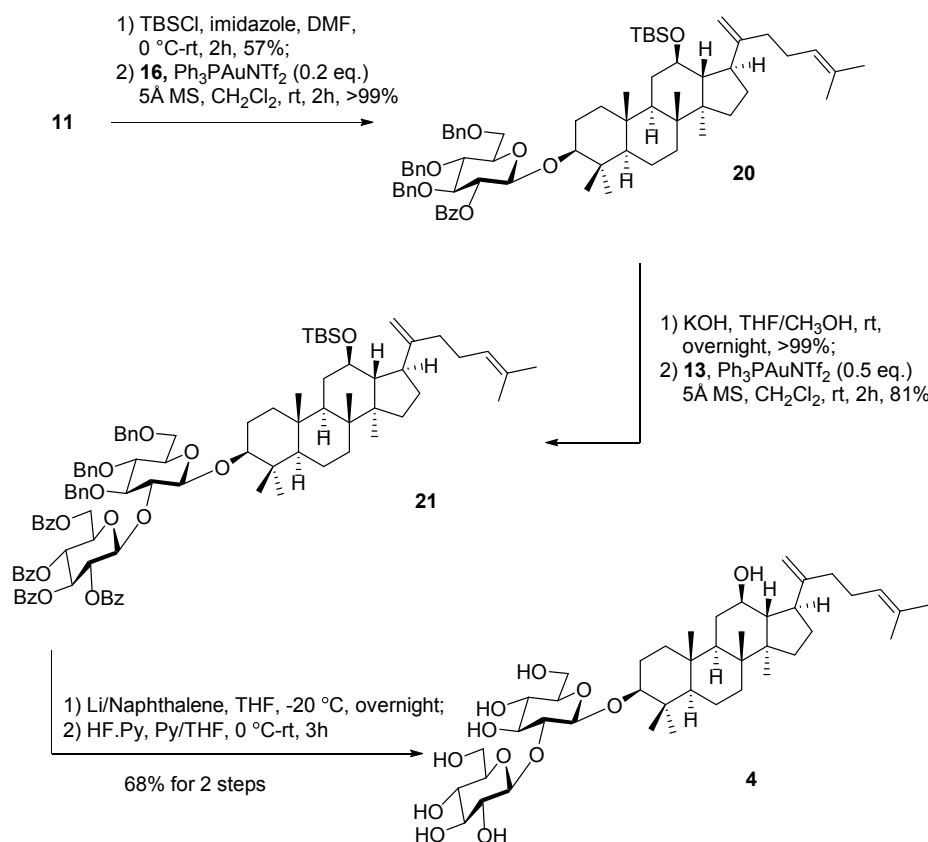 1) TBSCl, imidazole, DMF,
0 °C-rt, 2h, 57%;
2) 16, Ph3PAuNTf2 (0.2 eq.)
5Å MS, CH2Cl2, rt, 2h, >99%
11
TBSO
H
H
H
H
BnO
O
BnO
BnO
BzO
O
20
1) KOH, THF/CH3OH, rt,
overnight, >99%;
2) 13, Ph3PAuNTf2 (0.5 eq.)
5Å MS, CH2Cl2, rt, 2h, 81%
TBSO
H
H
H
H
BnO
O
BnO
BnO
O
O
BzO
O
BzO
BzO
OBz
21
1) Li/Naphthalene, THF, -20 °C, overnight;
2) HF.Py, Py/THF, 0 °C-rt, 3h
68% for 2 steps
OH
H
H
H
H
HO
O
HO
HO
O
O
HO
O
HO
HO
OH
4